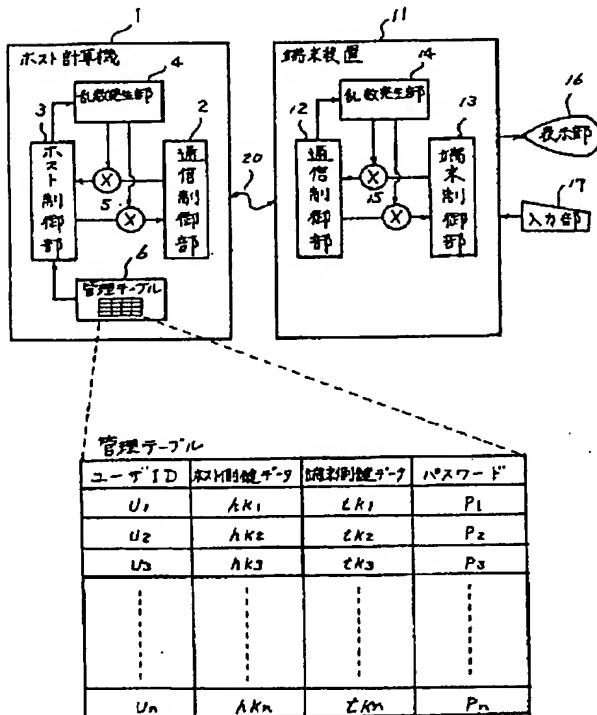 1
11
ホスト計算機
4
乱数発生部
3
ホスト制御部
5
2
通信制御部
6
管理テーブル
20
端末装置
14
乱数発生部
12
通信制御部
15
13
端末制御部
16
表示部
17
入力部
管理テーブル
ユーザID ホスト側鍵データ 端末側鍵データ パスワード
U1 hk1 tk1 P1
U2 hk2 tk2 P2
U3 hk3 tk3 P3
Un hkn tkn Pn